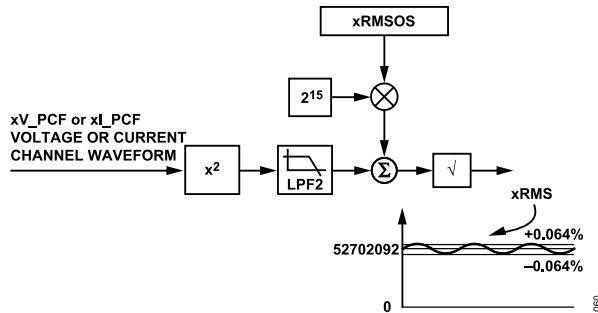 xRMSOS
2¹⁵
xV_PCF or xI_PCF
VOLTAGE OR CURRENT
CHANNEL WAVEFORM
x²
LPF2
Σ
√
xRMS
+0.064%
52702092
–0.064%
0
060